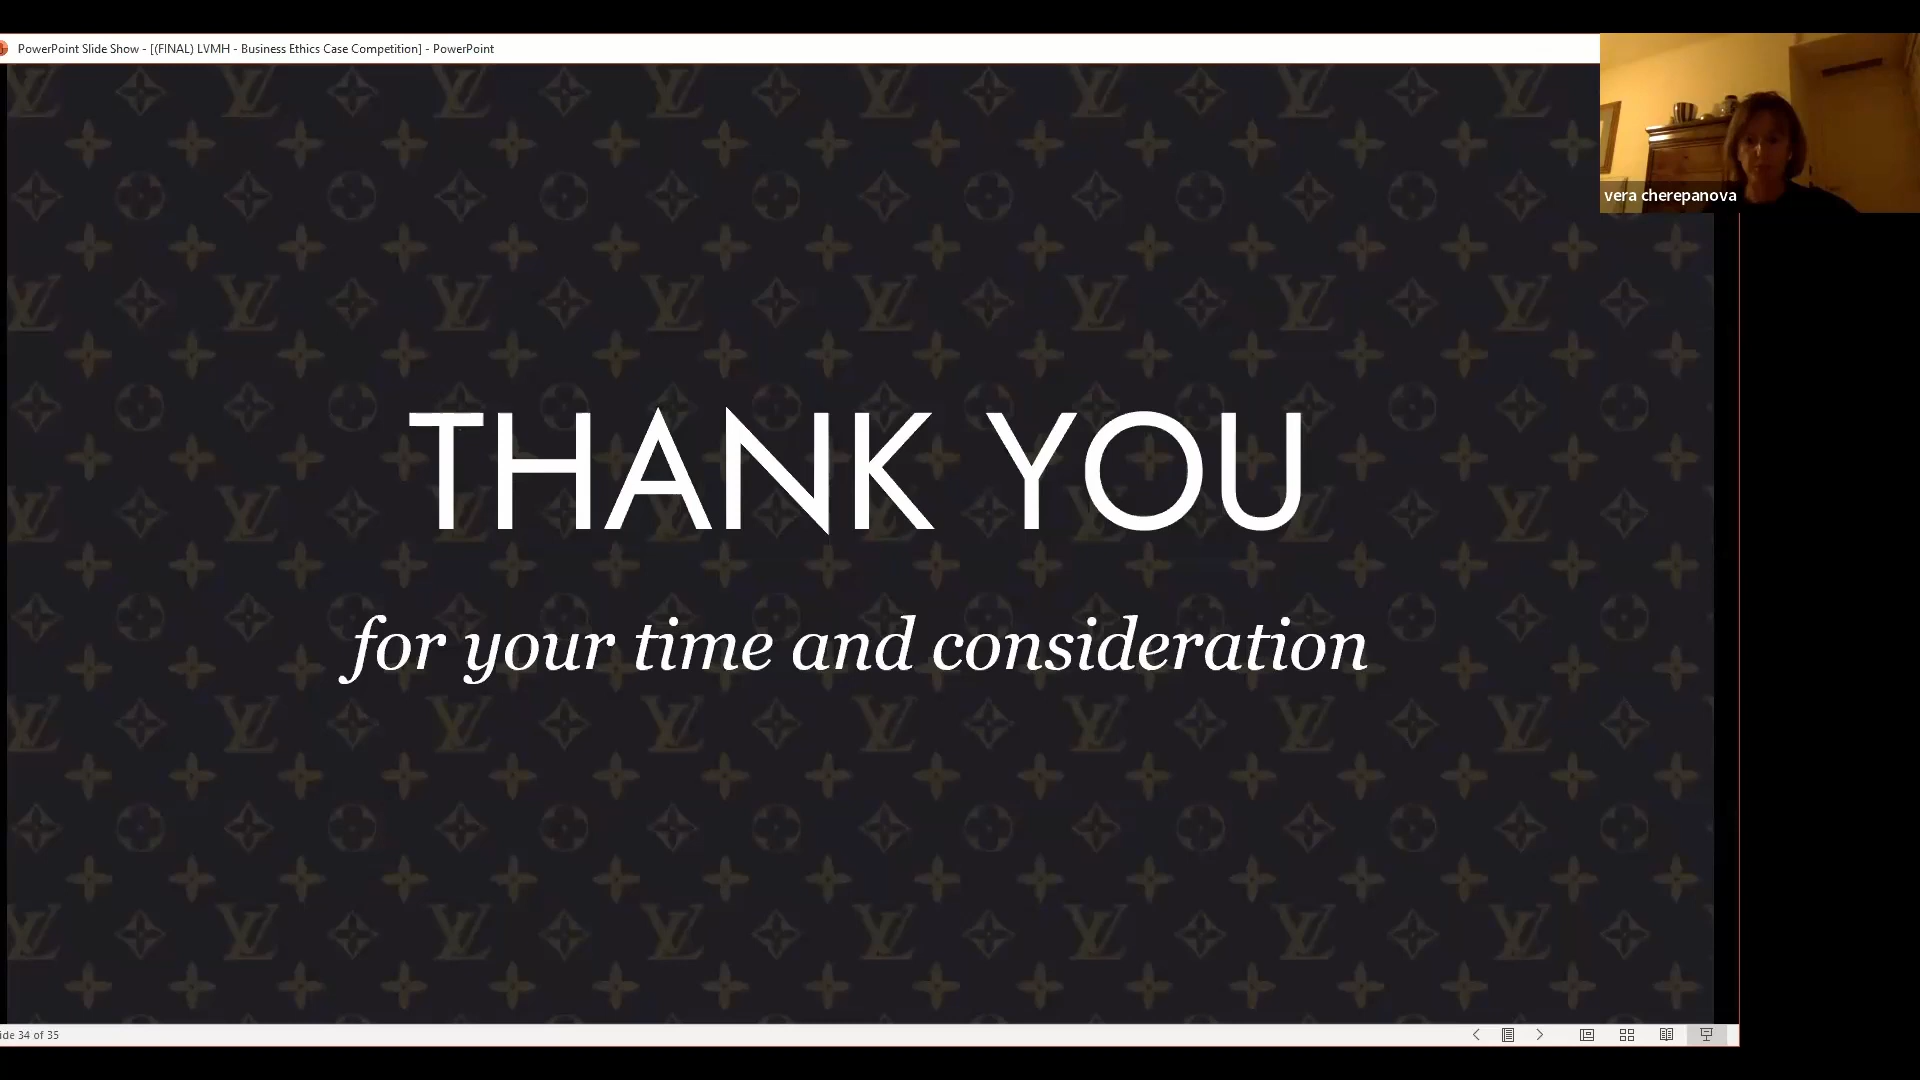 PowerPoint Slide Show - [(FINAL) LVMH - Business Ethics Case Competition] - PowerPoint
vera cherepanova
THANK YOU
for your time and consideration
ide 34 of 35